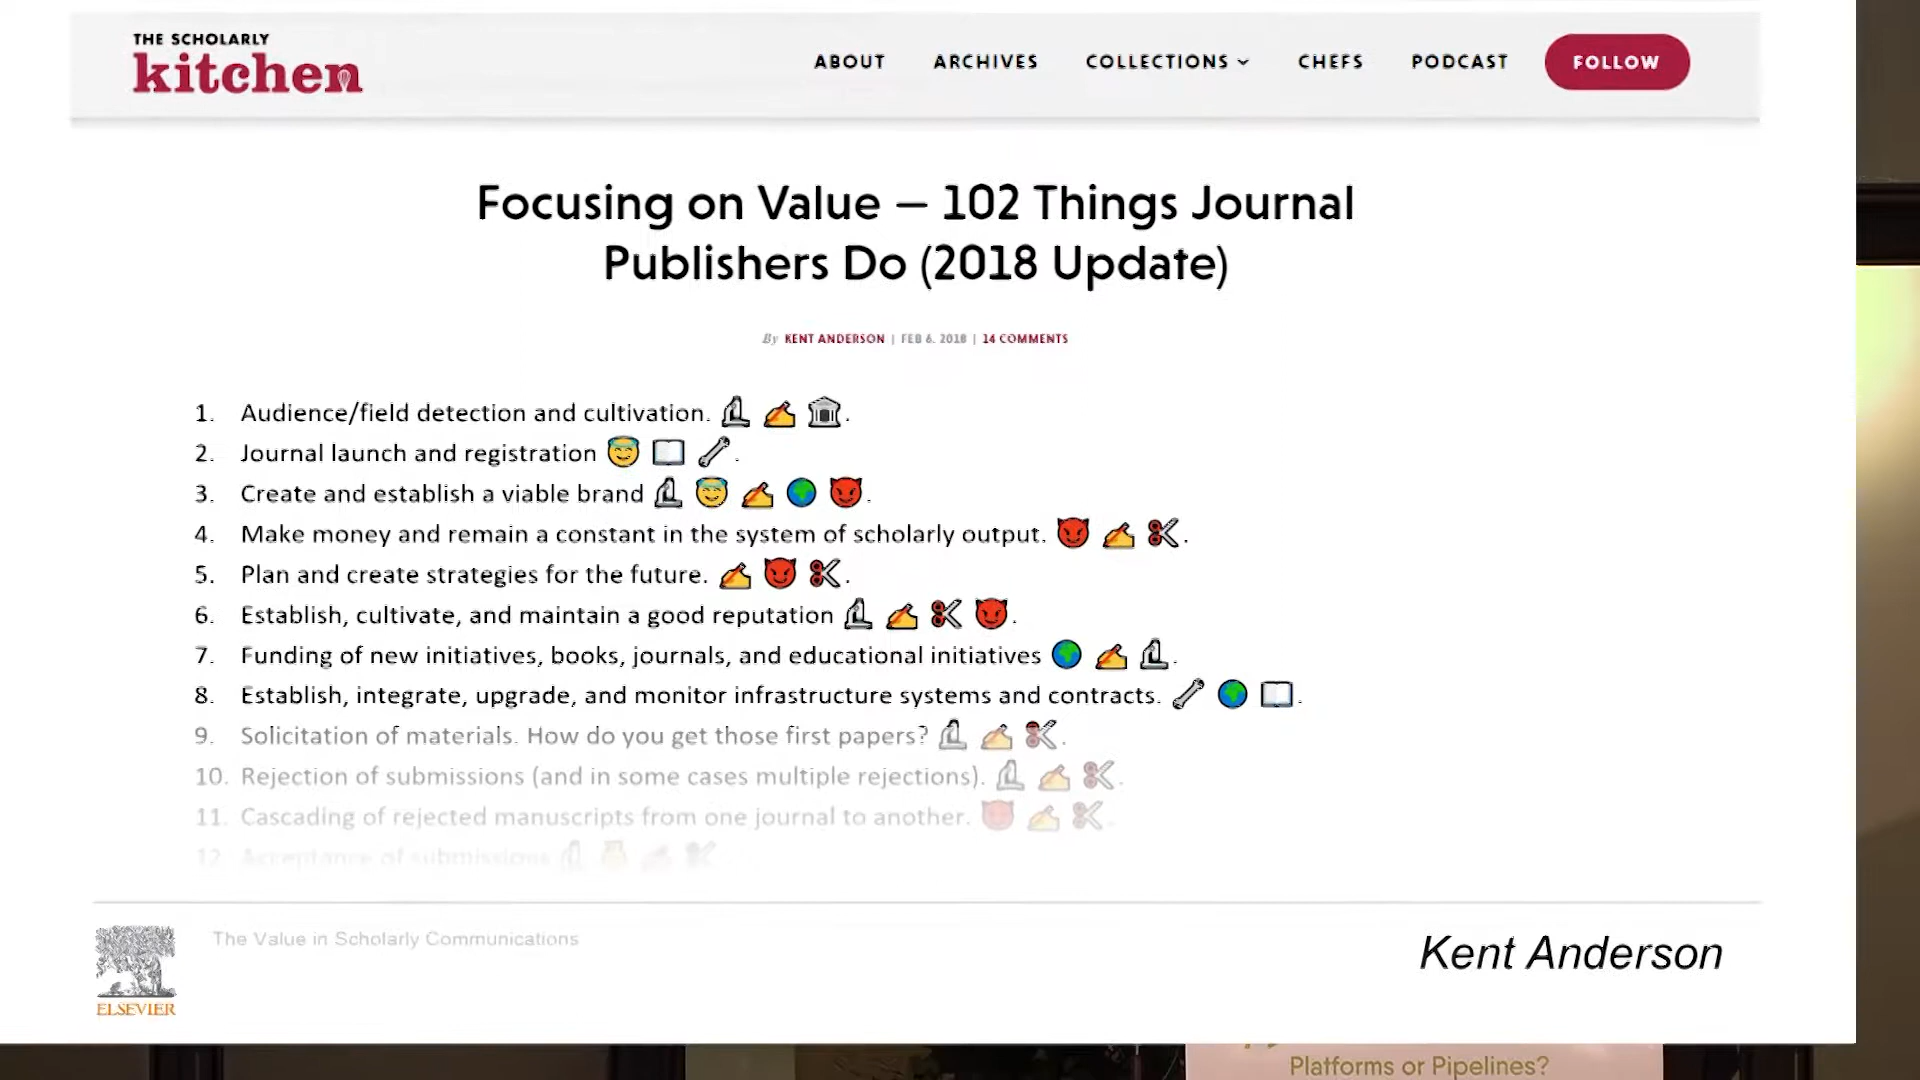 THE SCHOLARLY
kitchen
ABOUT ARCHIVES COLLECTIONS CHEFS PODCAST FOLLOW
Focusing on Value – 102 Things Journal
Publishers Do (2018 Update)
By KENT ANDERSON | FEB 6, 2018 | 14 COMMENTS
1. Audience/field detection and cultivation. .
2. Journal launch and registration .
3. Create and establish a viable brand .
4. Make money and remain a constant in the system of scholarly output. .
5. Plan and create strategies for the future. .
6. Establish, cultivate, and maintain a good reputation .
7. Funding of new initiatives, books, journals, and educational initiatives .
8. Establish, integrate, upgrade, and monitor infrastructure systems and contracts. .
9. Solicitation of materials. How do you get those first papers? .
10. Rejection of submissions (and in some cases multiple rejections). .
11. Cascading of rejected manuscripts from one journal to another. .
12. Acceptance of submissions .
The Value in Scholarly Communications
Kent Anderson
ELSEVIER
Platforms or Pipelines?